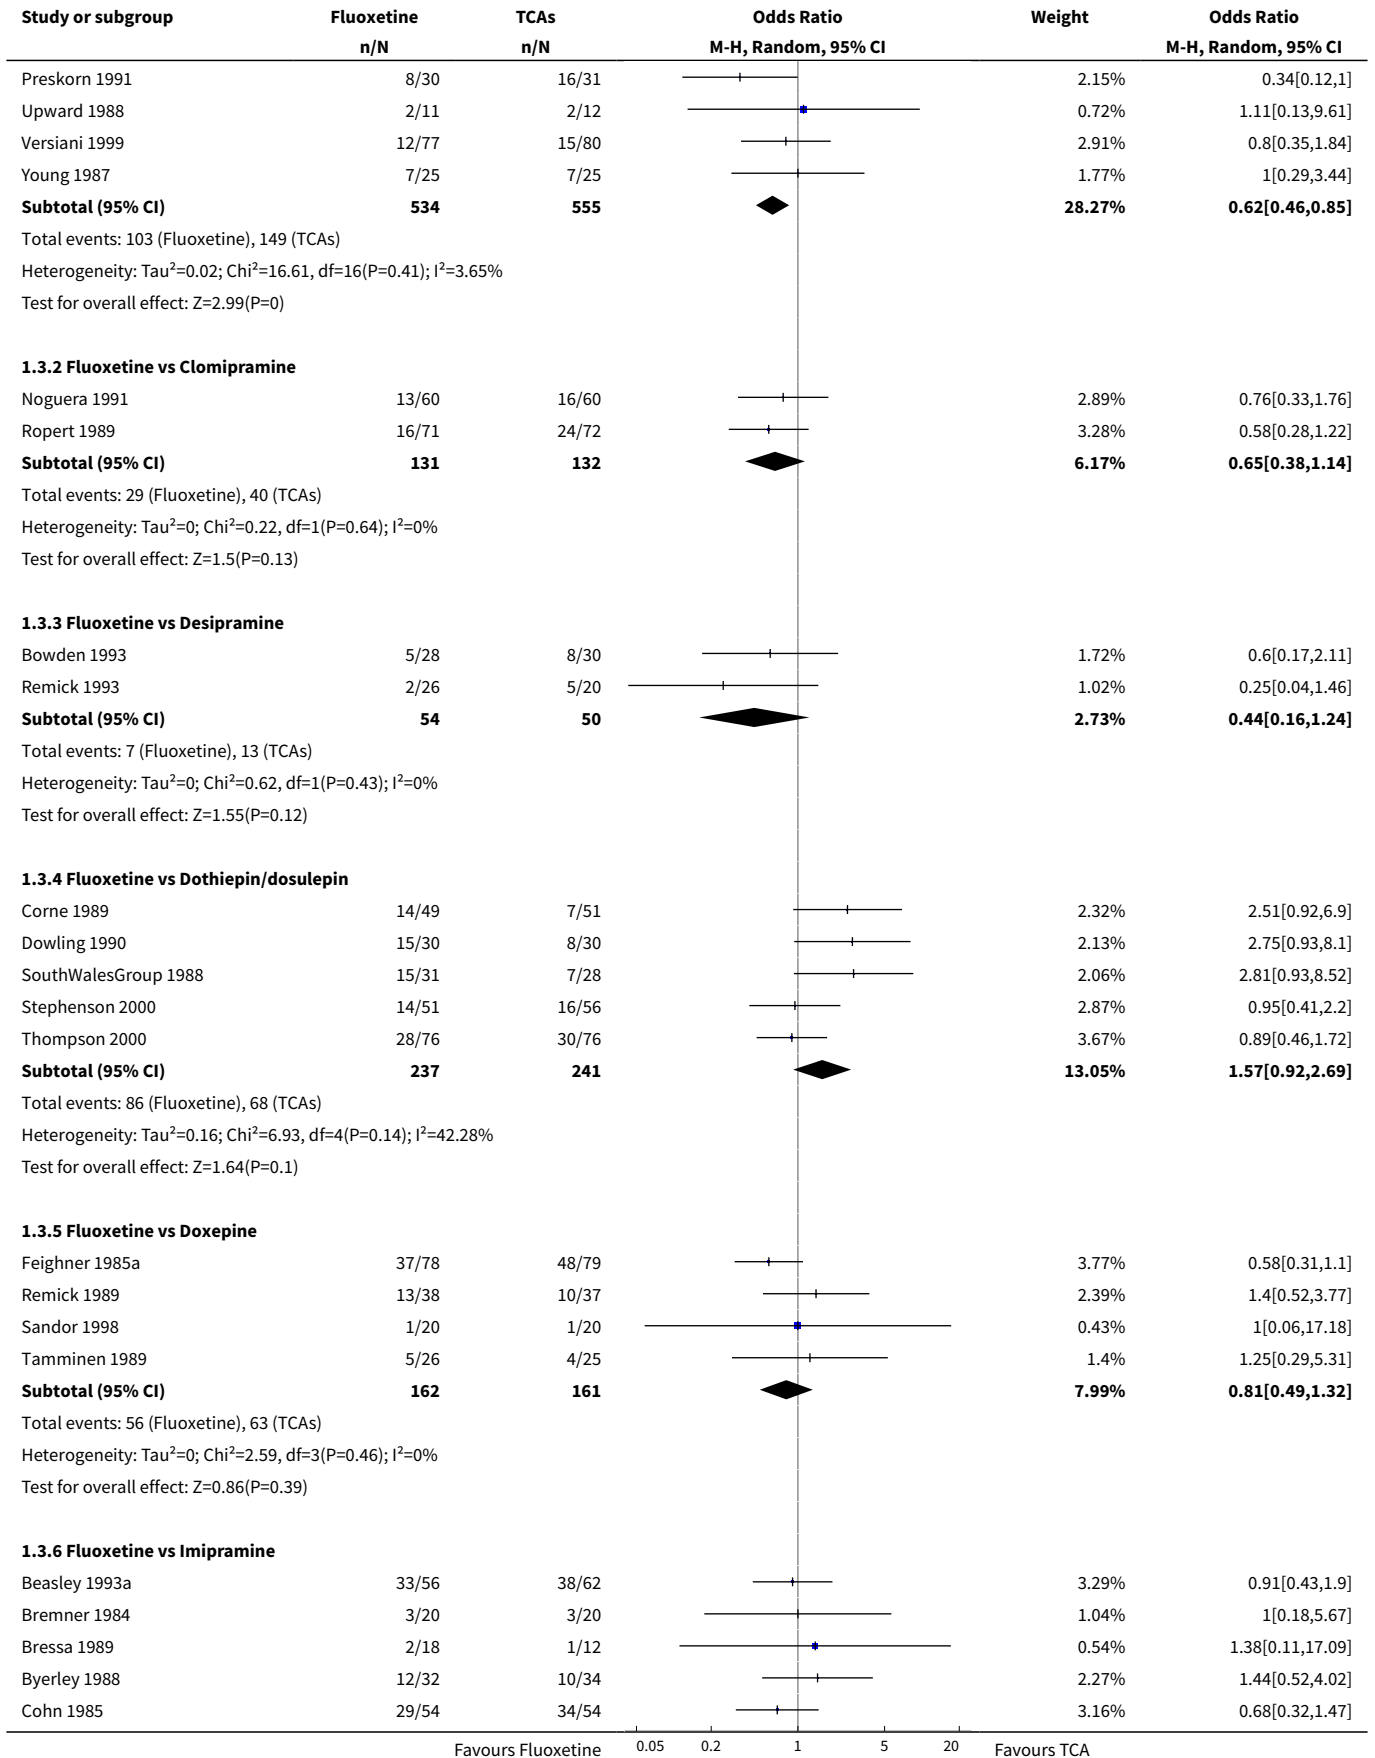 Study or subgroup Fluoxetine TCAs Odds Ratio Weight Odds Ratio
n/N n/N M-H, Random, 95% CI M-H, Random, 95% CI
Preskorn 1991 8/30 16/31 2.15% 0.34[0.12,1]
Upward 1988 2/11 2/12 0.72% 1.11[0.13,9.61]
Versiani 1999 12/77 15/80 2.91% 0.8[0.35,1.84]
Young 1987 7/25 7/25 1.77% 1[0.29,3.44]
Subtotal (95% CI) 534 555 28.27% 0.62[0.46,0.85]
Total events: 103 (Fluoxetine), 149 (TCAs)
Heterogeneity: Tau²=0.02; Chi²=16.61, df=16(P=0.41); I²=3.65%
Test for overall effect: Z=2.99(P=0)
1.3.2 Fluoxetine vs Clomipramine
Noguera 1991 13/60 16/60 2.89% 0.76[0.33,1.76]
Ropert 1989 16/71 24/72 3.28% 0.58[0.28,1.22]
Subtotal (95% CI) 131 132 6.17% 0.65[0.38,1.14]
Total events: 29 (Fluoxetine), 40 (TCAs)
Heterogeneity: Tau²=0; Chi²=0.22, df=1(P=0.64); I²=0%
Test for overall effect: Z=1.5(P=0.13)
1.3.3 Fluoxetine vs Desipramine
Bowden 1993 5/28 8/30 1.72% 0.6[0.17,2.11]
Remick 1993 2/26 5/20 1.02% 0.25[0.04,1.46]
Subtotal (95% CI) 54 50 2.73% 0.44[0.16,1.24]
Total events: 7 (Fluoxetine), 13 (TCAs)
Heterogeneity: Tau²=0; Chi²=0.62, df=1(P=0.43); I²=0%
Test for overall effect: Z=1.55(P=0.12)
1.3.4 Fluoxetine vs Dothiepin/dosulepin
Corne 1989 14/49 7/51 2.32% 2.51[0.92,6.9]
Dowling 1990 15/30 8/30 2.13% 2.75[0.93,8.1]
SouthWalesGroup 1988 15/31 7/28 2.06% 2.81[0.93,8.52]
Stephenson 2000 14/51 16/56 2.87% 0.95[0.41,2.2]
Thompson 2000 28/76 30/76 3.67% 0.89[0.46,1.72]
Subtotal (95% CI) 237 241 13.05% 1.57[0.92,2.69]
Total events: 86 (Fluoxetine), 68 (TCAs)
Heterogeneity: Tau²=0.16; Chi²=6.93, df=4(P=0.14); I²=42.28%
Test for overall effect: Z=1.64(P=0.1)
1.3.5 Fluoxetine vs Doxepine
Feighner 1985a 37/78 48/79 3.77% 0.58[0.31,1.1]
Remick 1989 13/38 10/37 2.39% 1.4[0.52,3.77]
Sandor 1998 1/20 1/20 0.43% 1[0.06,17.18]
Tamminen 1989 5/26 4/25 1.4% 1.25[0.29,5.31]
Subtotal (95% CI) 162 161 7.99% 0.81[0.49,1.32]
Total events: 56 (Fluoxetine), 63 (TCAs)
Heterogeneity: Tau²=0; Chi²=2.59, df=3(P=0.46); I²=0%
Test for overall effect: Z=0.86(P=0.39)
1.3.6 Fluoxetine vs Imipramine
Beasley 1993a 33/56 38/62 3.29% 0.91[0.43,1.9]
Bremner 1984 3/20 3/20 1.04% 1[0.18,5.67]
Bressa 1989 2/18 1/12 0.54% 1.38[0.11,17.09]
Byerley 1988 12/32 10/34 2.27% 1.44[0.52,4.02]
Cohn 1985 29/54 34/54 3.16% 0.68[0.32,1.47]
Favours Fluoxetine 0.05 0.2 1 5 20 Favours TCA